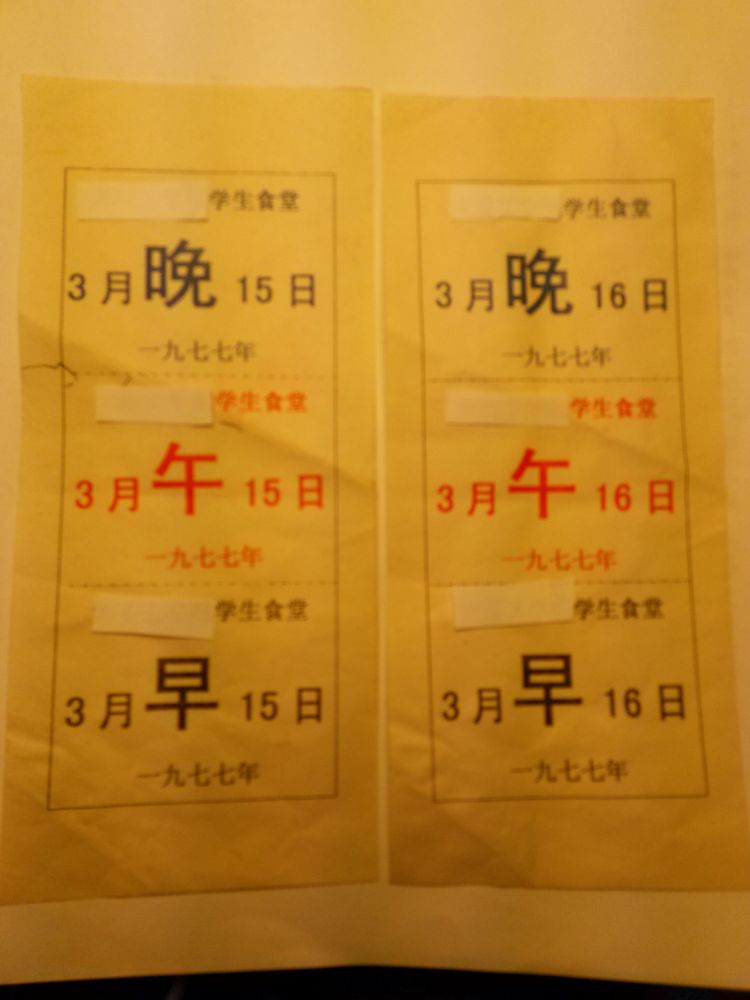 学生食堂
3月晚15日
一九七七年
学生食堂
3月午15日
一九七七年
学生食堂
3月早15日
一九七七年
学生食堂
3月晚16日
一九七七年
学生食堂
3月午16日
一九七七年
学生食堂
3月早16日
一九七七年